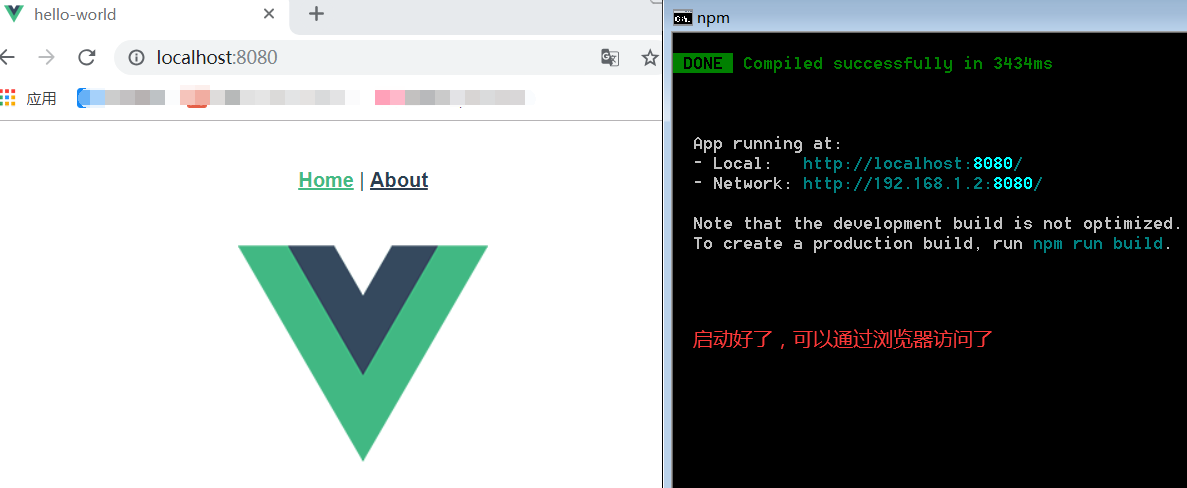 hello-world
localhost:8080
应用
Home | About
npm
DONE Compiled successfully in 3434ms
App running at:
- Local: http://localhost:8080/
- Network: http://192.168.1.2:8080/
Note that the development build is not optimized.
To create a production build, run npm run build.
启动好了，可以通过浏览器访问了